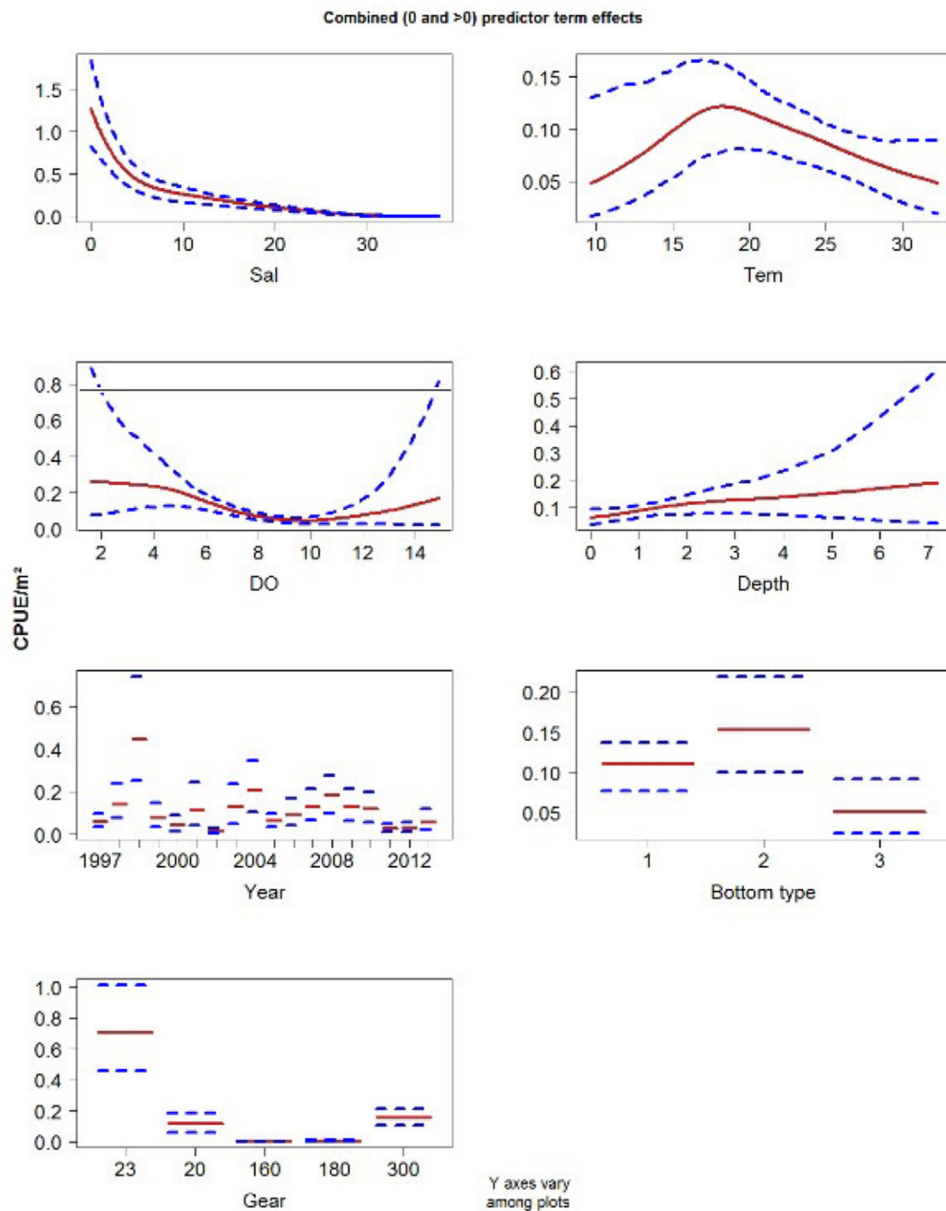 Combined (0 and >0) predictor term effects
1.5
1.0
0.5
0.0
0 10 20 30
Sal
0.15
0.10
0.05
10 15 20 25 30
Tem
0.8
0.6
0.4
0.2
0.0
2 4 6 8 10 12 14
DO
0.6
0.5
0.4
0.3
0.2
0.1
0 1 2 3 4 5 6 7
Depth
CPUE/m²
0.6
0.4
0.2
0.0
1997 2000 2004 2008 2012
Year
0.20
0.15
0.10
0.05
1 2 3
Bottom type
1.0
0.8
0.6
0.4
0.2
0.0
23 20 160 180 300
Gear
Y axes vary
among plots